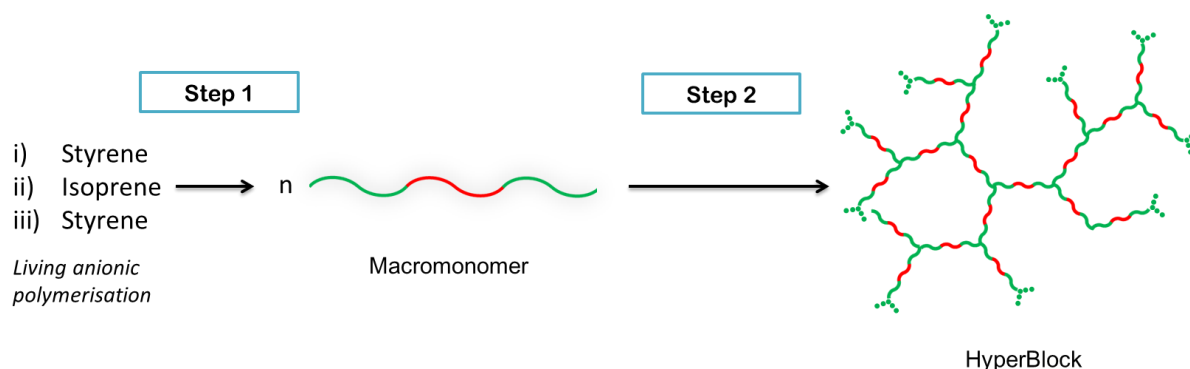 Step 1
Step 2
i) Styrene
ii) Isoprene
iii) Styrene
n
Living anionic
polymerisation
Macromonomer
HyperBlock